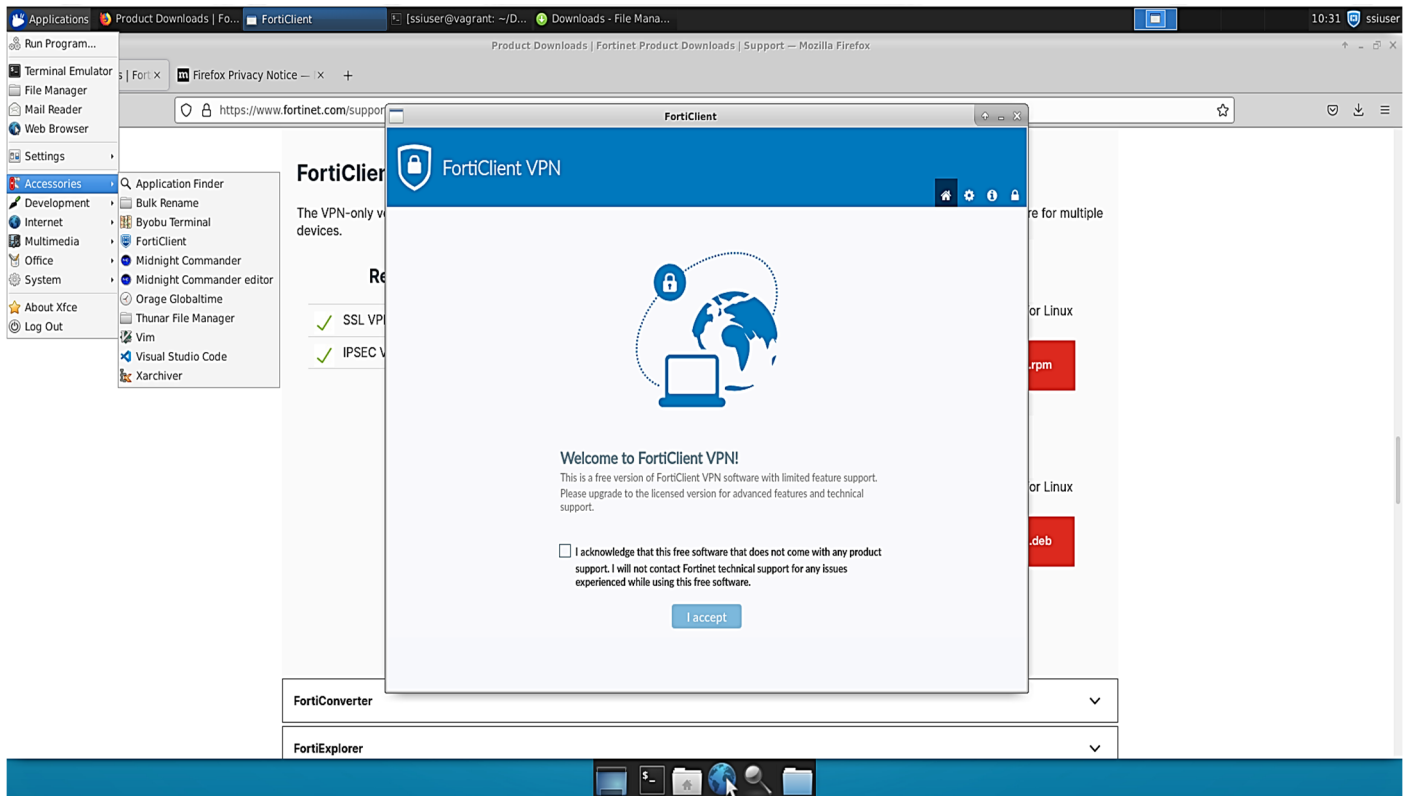 Applications
Product Downloads | Fo...
FortiClient
[ssiuser@vagrant: ~/D...
Downloads - File Mana...
10:31
ssiuser
Product Downloads | Fortinet Product Downloads | Support — Mozilla Firefox
s | Fort
Firefox Privacy Notice —
https://www.fortinet.com/suppor
Run Program...
Terminal Emulator
File Manager
Mail Reader
Web Browser
Settings
Accessories
Development
Internet
Multimedia
Office
System
About Xfce
Log Out
Application Finder
Bulk Rename
Byobu Terminal
FortiClient
Midnight Commander
Midnight Commander editor
Orage Globaltime
Thunar File Manager
Vim
Visual Studio Code
Xarchiver
FortiClier
The VPN-only v
devices.
Re
SSL VPI
IPSEC V
re for multiple
or Linux
.rpm
or Linux
.deb
FortiClient
FortiClient VPN
Welcome to FortiClient VPN!
This is a free version of FortiClient VPN software with limited feature support.
Please upgrade to the licensed version for advanced features and technical
support.
I acknowledge that this free software that does not come with any product
support. I will not contact Fortinet technical support for any issues
experienced while using this free software.
I accept
FortiConverter
FortiExplorer